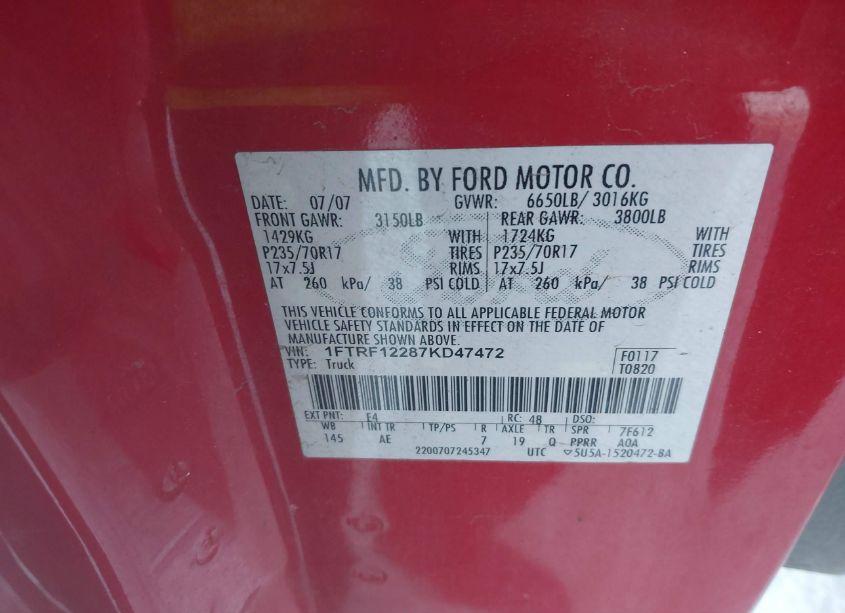 MFD. BY FORD MOTOR CO.
DATE: 07/07 GVWR: 6650LB/ 3016KG
FRONT GAWR: 3150LB REAR GAWR: 3800LB
1429KG WITH 1724KG WITH
P235/70R17 TIRES P235/70R17 TIRES
17x7.5J RIMS 17x7.5J RIMS
AT 260 kPa/ 38 PSI COLD AT 260 kPa/ 38 PSI COLD
THIS VEHICLE CONFORMS TO ALL APPLICABLE FEDERAL MOTOR
VEHICLE SAFETY STANDARDS IN EFFECT ON THE DATE OF
MANUFACTURE SHOWN ABOVE.
VIN: 1FTRF12287KD47472 F0117
TYPE: Truck T0820
EXT PNT: E4 RC: 48 DSO:
WB INT TR TP/PS R AXLE TR SPR 7F612
145 AE 7 19 Q PPRR A0A
2200707245347 UTC ▽5U5A-1520472-BA